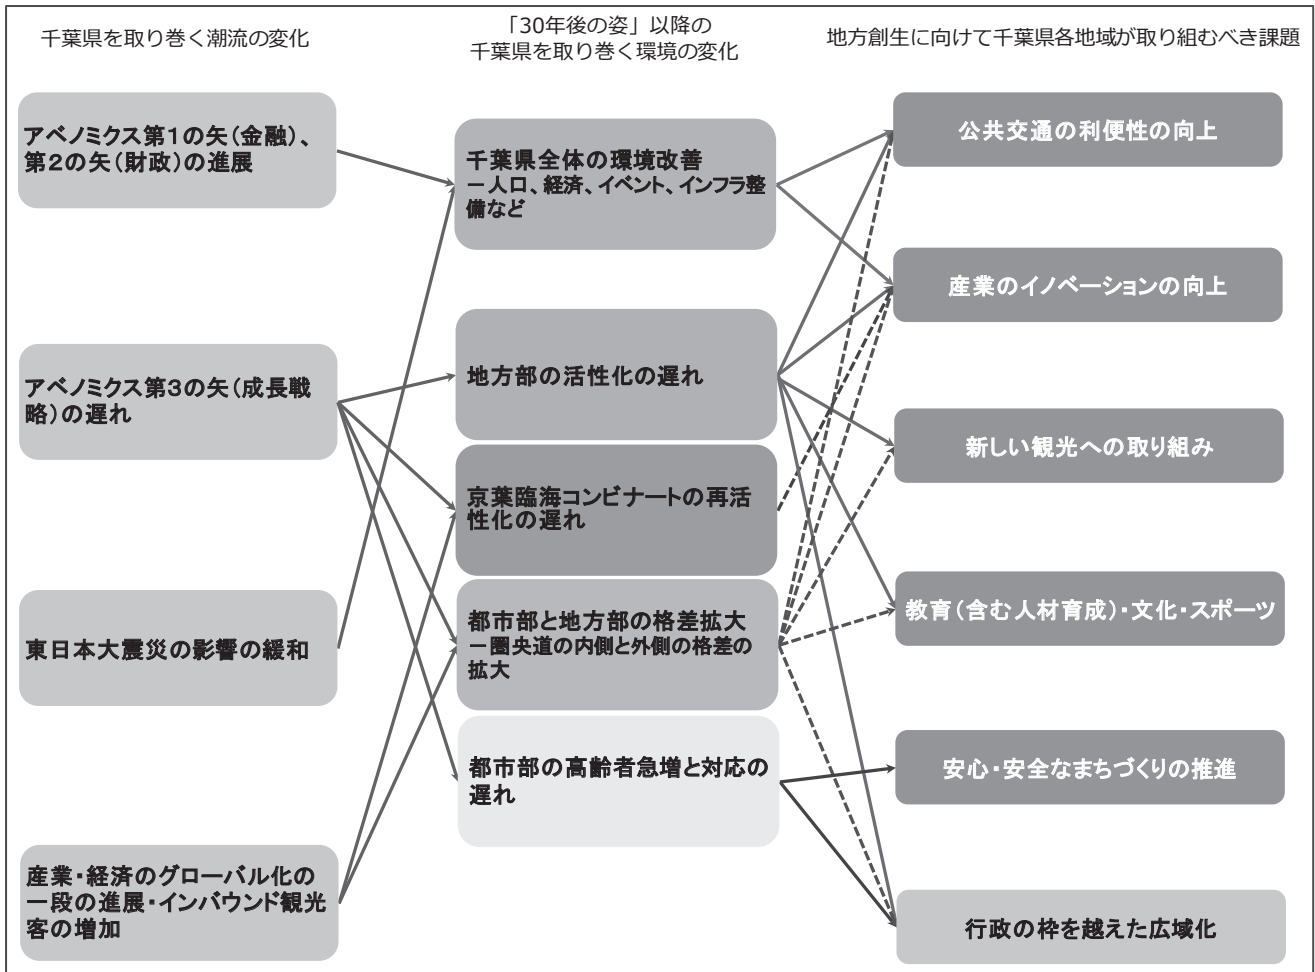 千葉県を取り巻く潮流の変化
「30年後の姿」以降の
千葉県を取り巻く環境の変化
地方創生に向けて千葉県各地域が取り組むべき課題
アベノミクス第1の矢(金融)、
第2の矢(財政)の進展
アベノミクス第3の矢(成長戦
略)の遅れ
東日本大震災の影響の緩和
産業・経済のグローバル化の
一段の進展・インバウンド観光
客の増加
千葉県全体の環境改善
－人口、経済、イベント、インフラ整
備など
地方部の活性化の遅れ
京葉臨海コンビナートの再活
性化の遅れ
都市部と地方部の格差拡大
－圏央道の内側と外側の格差の
拡大
都市部の高齢者急増と対応の
遅れ
公共交通の利便性の向上
産業のイノベーションの向上
新しい観光への取り組み
教育(含む人材育成)・文化・スポーツ
安心・安全なまちづくりの推進
行政の枠を越えた広域化